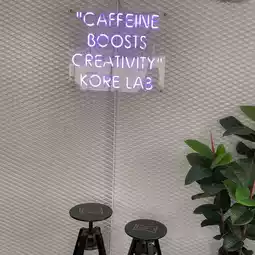 "CAFFEINE
BOOSTS
CREATIVITY"
KORE LAB